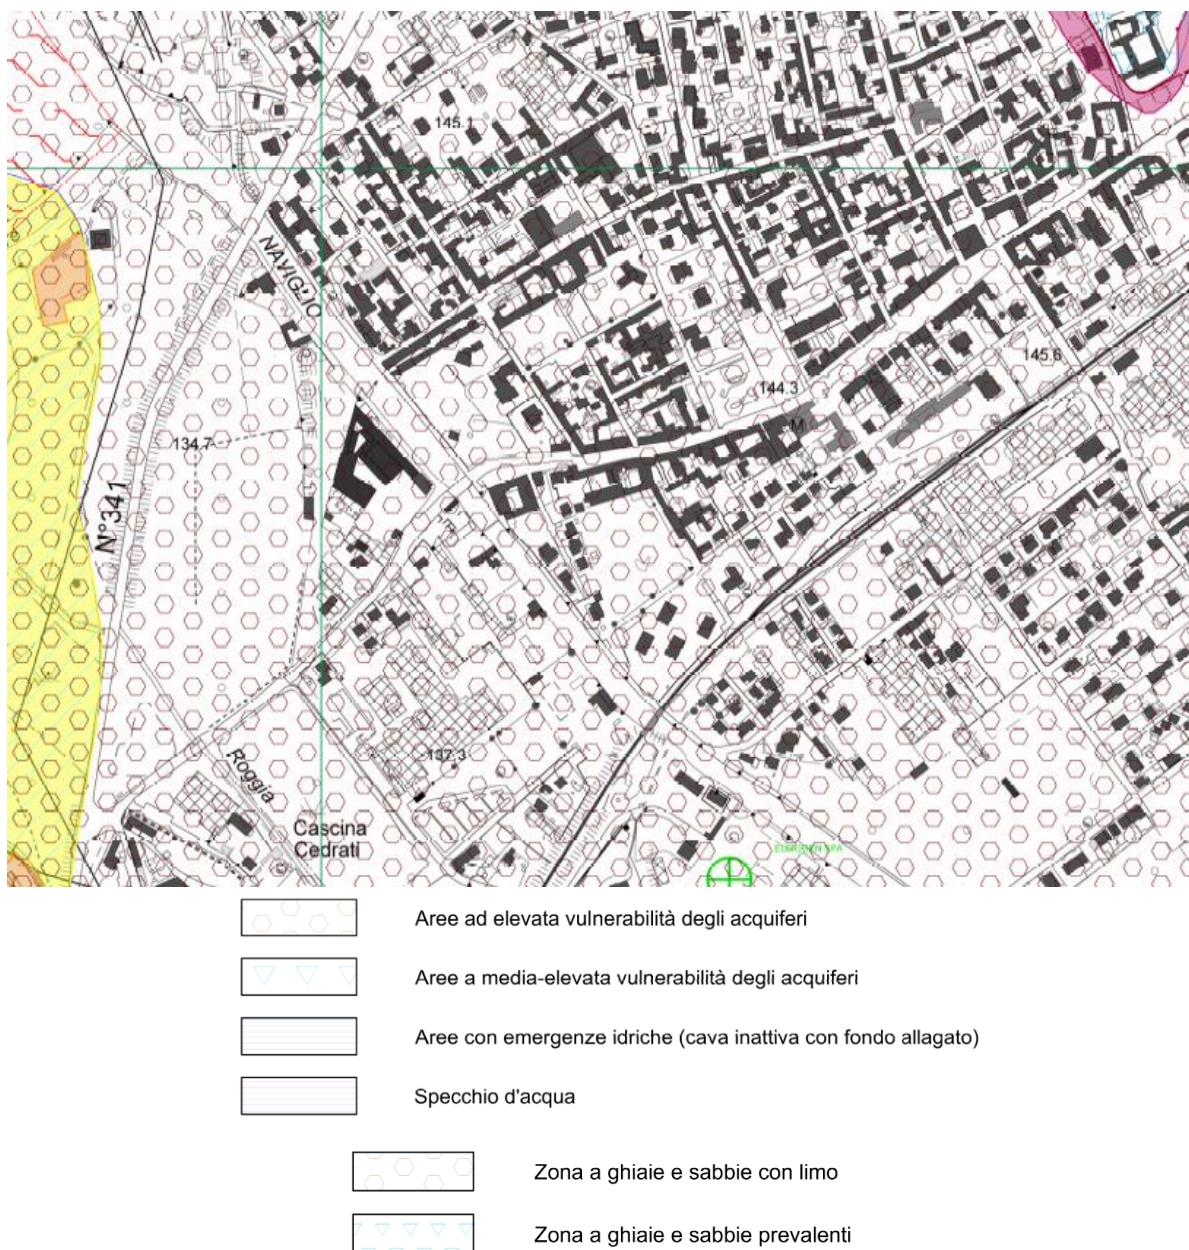 145.1
NAVIGLIO
145.6
144.3
M
134.7
N°341
137.3
Roggia
Cascina
Cedrati
EUROGEN SPA
Aree ad elevata vulnerabilità degli acquiferi
Aree a media-elevata vulnerabilità degli acquiferi
Aree con emergenze idriche (cava inattiva con fondo allagato)
Specchio d'acqua
Zona a ghiaie e sabbie con limo
Zona a ghiaie e sabbie prevalenti